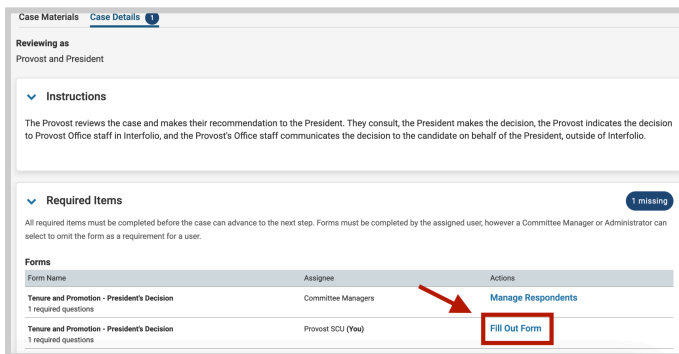 Case Materials Case Details 1
Reviewing as
Provost and President
Instructions
The Provost reviews the case and makes their recommendation to the President. They consult, the President makes the decision, the Provost indicates the decision
to Provost Office staff in Interfolio, and the Provost's Office staff communicates the decision to the candidate on behalf of the President, outside of Interfolio.
Required Items 1 missing
All required items must be completed before the case can advance to the next step. Forms must be completed by the assigned user, however a Committee Manager or Administrator can
select to omit the form as a requirement for a user.
Forms
Form Name Assignee Actions
Tenure and Promotion - President's Decision Committee Managers Manage Respondents
1 required questions
Tenure and Promotion - President's Decision Provost SCU (You) Fill Out Form
1 required questions